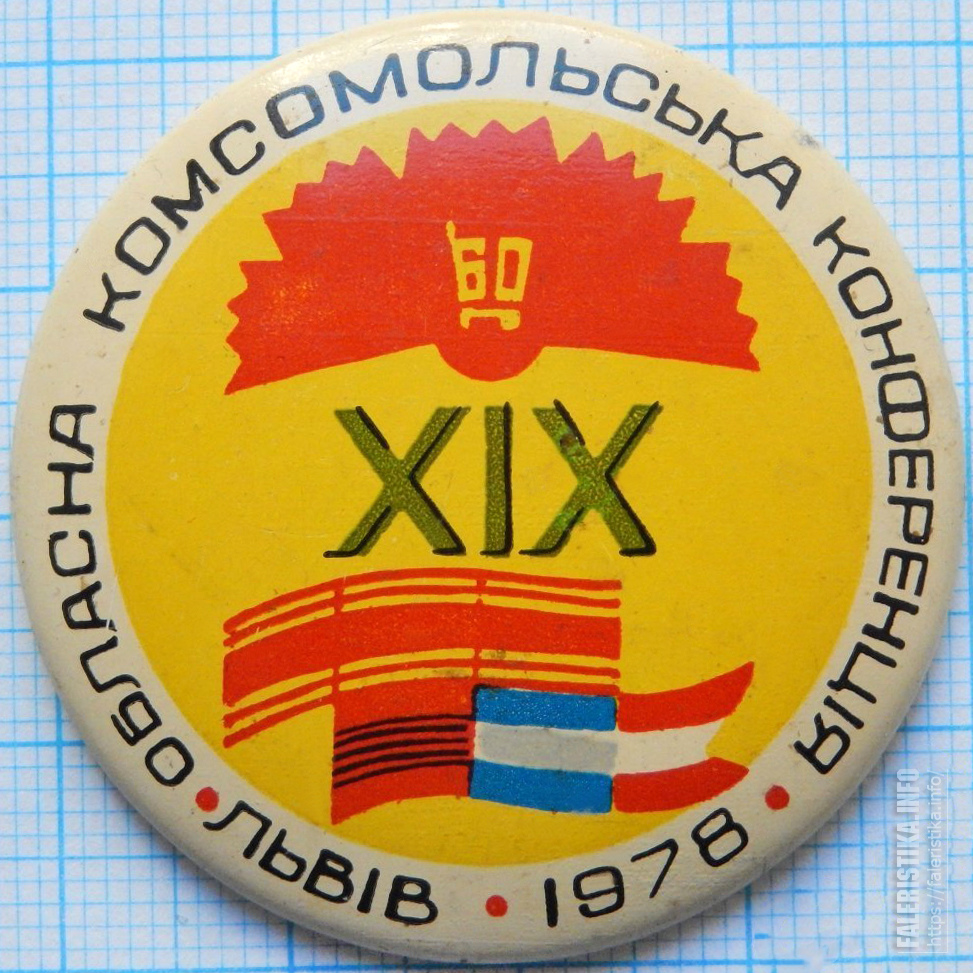 ОБЛАСНА КОМСОМОЛЬСЬКА КОНФЕРЕНЦІЯ
60
XIX
• ЛЬВІВ • 1978 •
FALERISTIKA.INFO
https://faleristika.info/